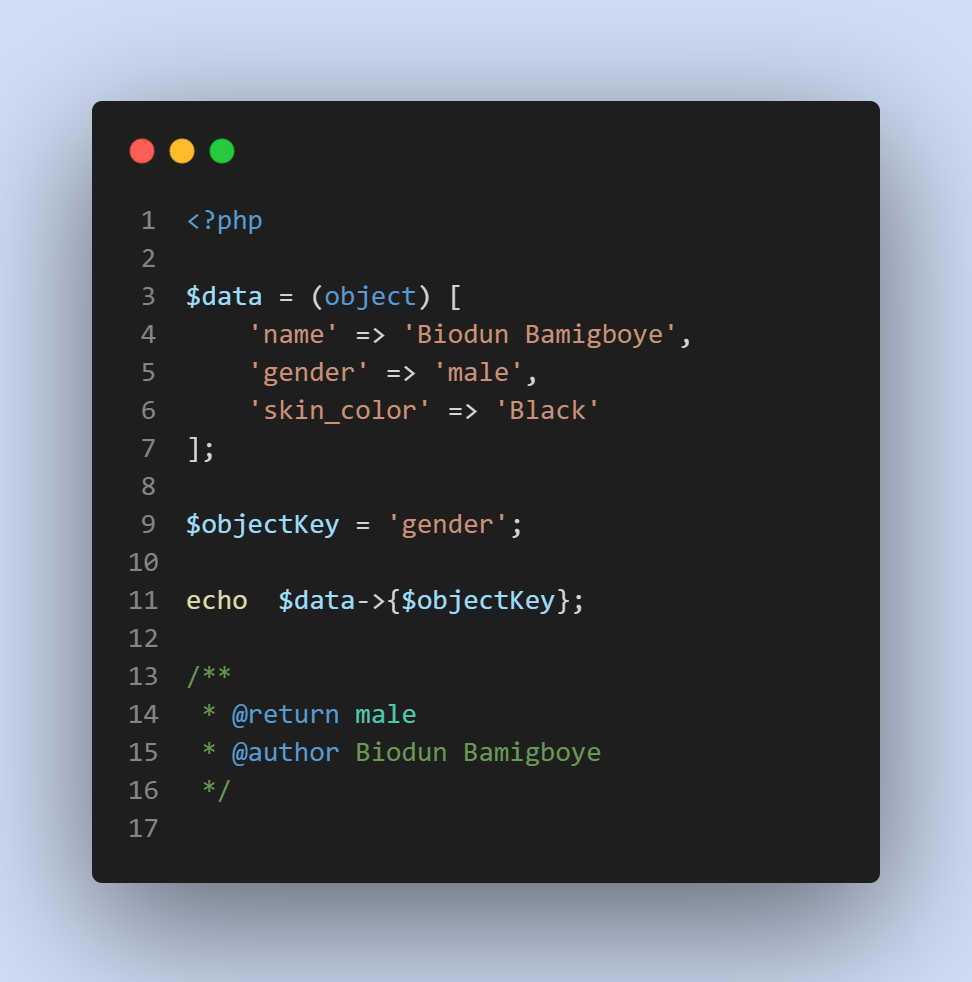 1 <?php
2
3 $data = (object) [
4     'name' => 'Biodun Bamigboye',
5     'gender' => 'male',
6     'skin_color' => 'Black'
7 ];
8
9 $objectKey = 'gender';
10
11 echo  $data->{$objectKey};
12
13 /**
14  * @return male
15  * @author Biodun Bamigboye
16  */
17